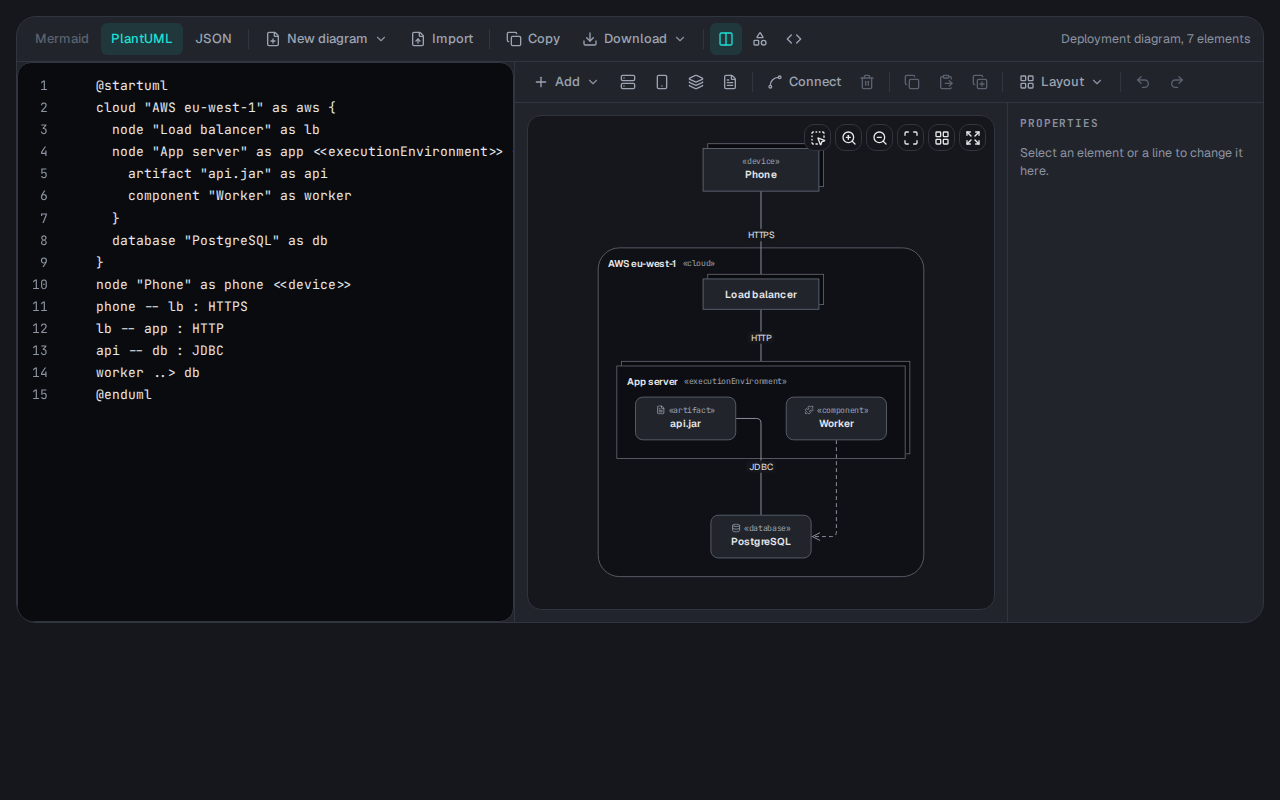 Mermaid PlantUML JSON New diagram Import Copy Download Deployment diagram, 7 elements
Add Connect Layout
1 @startuml
2 cloud "AWS eu-west-1" as aws {
3 node "Load balancer" as lb
4 node "App server" as app <<executionEnvironment>>
5 artifact "api.jar" as api
6 component "Worker" as worker
7 }
8 database "PostgreSQL" as db
9 }
10 node "Phone" as phone <<device>>
11 phone -- lb : HTTPS
12 lb -- app : HTTP
13 api -- db : JDBC
14 worker ..> db
15 @enduml
«device»
Phone
HTTPS
AWS eu-west-1 «cloud»
Load balancer
HTTP
App server «executionEnvironment»
«artifact»
api.jar
«component»
Worker
JDBC
«database»
PostgreSQL
PROPERTIES
Select an element or a line to change it
here.